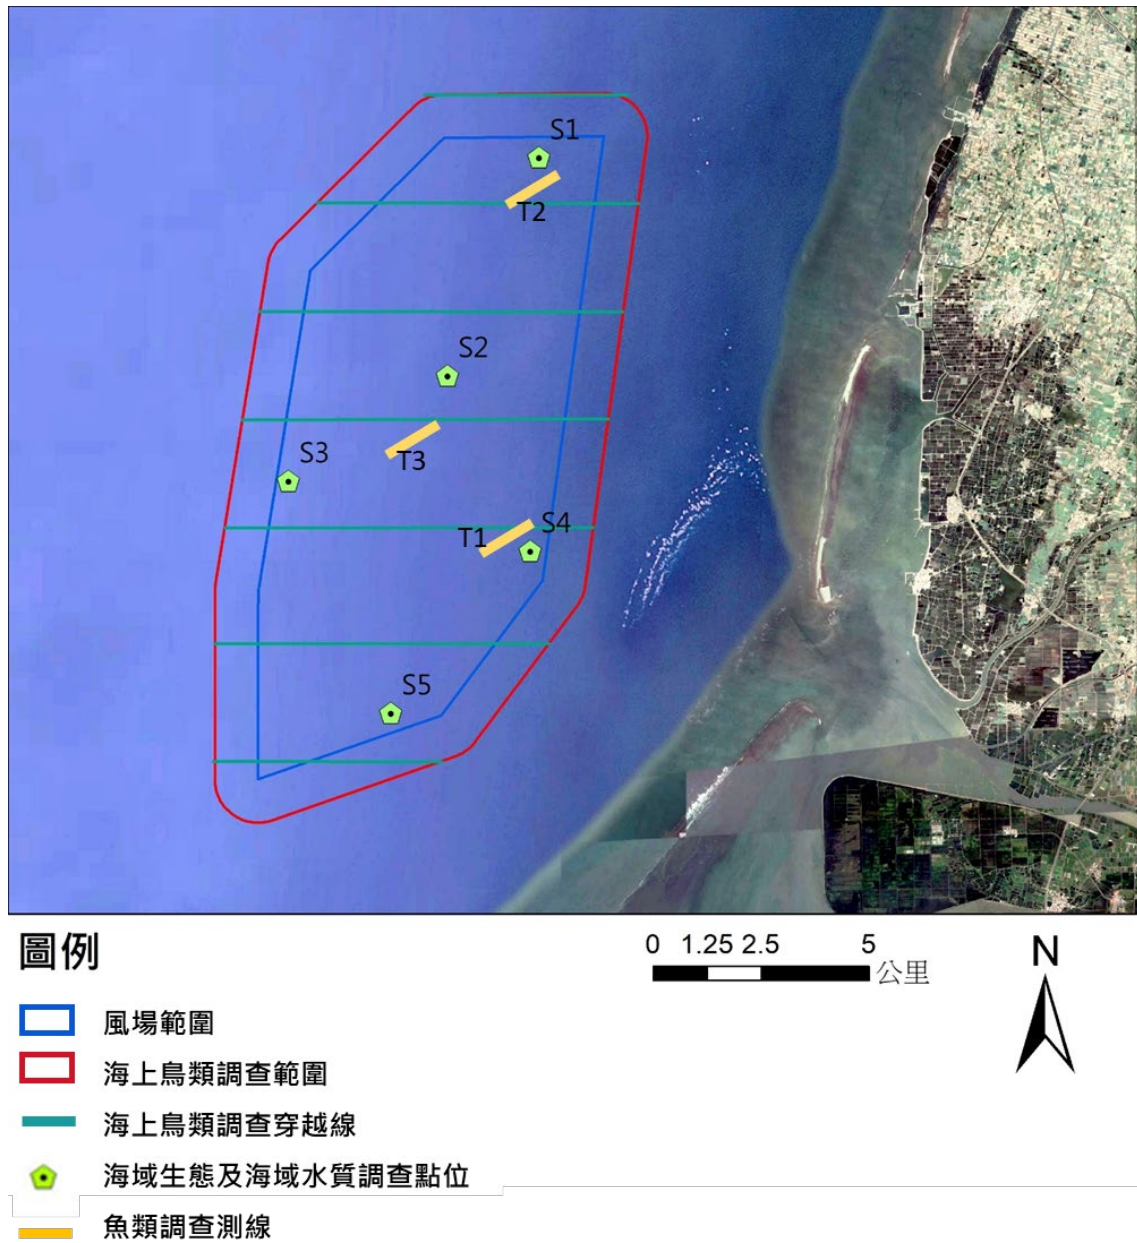 S1
T2
S2
S3
T3
T1
S4
S5
圖例
0 1.25 2.5 5
公里
N
風場範圍
海上鳥類調查範圍
海上鳥類調查穿越線
海域生態及海域水質調查點位
魚類調查測線